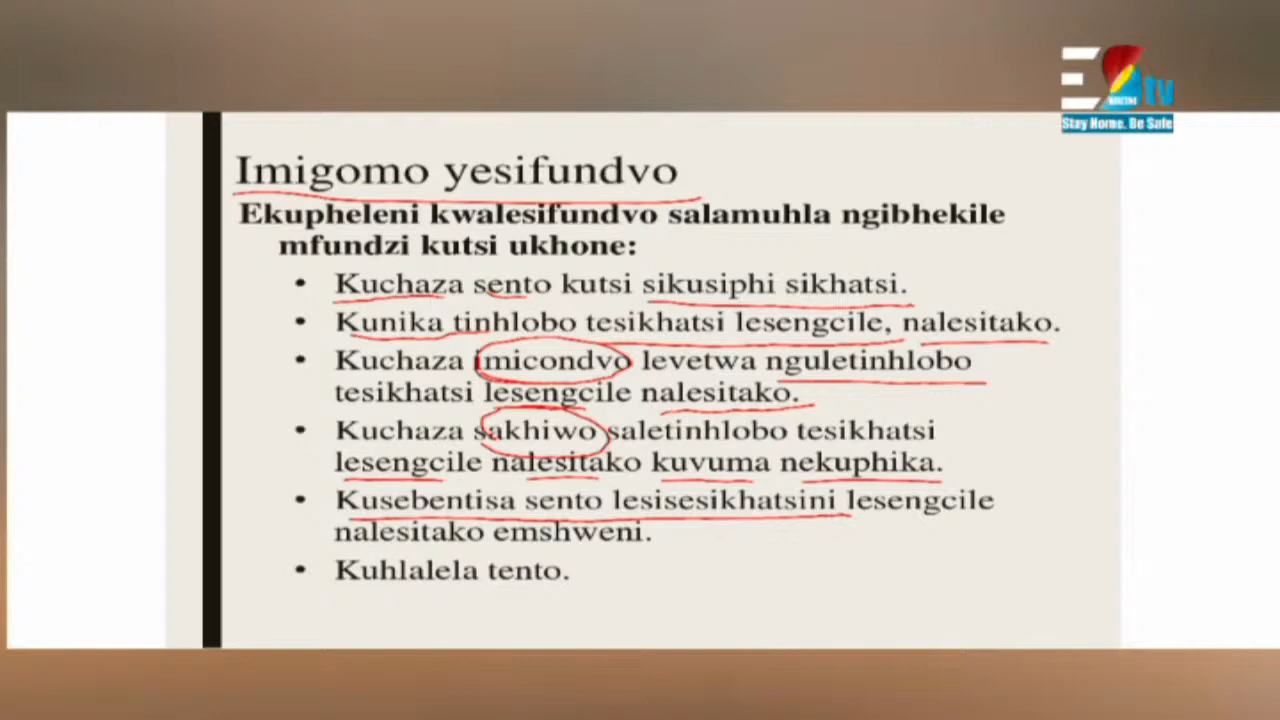 tv
Stay Home. Be Safe
Imigomo yesifundvo
Ekupheleni kwalesifundvo salamuhla ngibhekile
mfundzi kutsi ukhone:
• Kuchaza sento kutsi sikusiphi sikhatsi.
• Kunika tinhlobo tesikhatsi lesengcile, nalesitako.
• Kuchaza imicondvo levetwa nguletinhlobo
tesikhatsi lesengcile nalesitako.
• Kuchaza sakhiwo saletinhlobo tesikhatsi
lesengcile nalesitako kuvuma nekuphika.
• Kusebentisa sento lesisesikhatsini lesengcile
nalesitako emshweni.
• Kuhlalela tento.